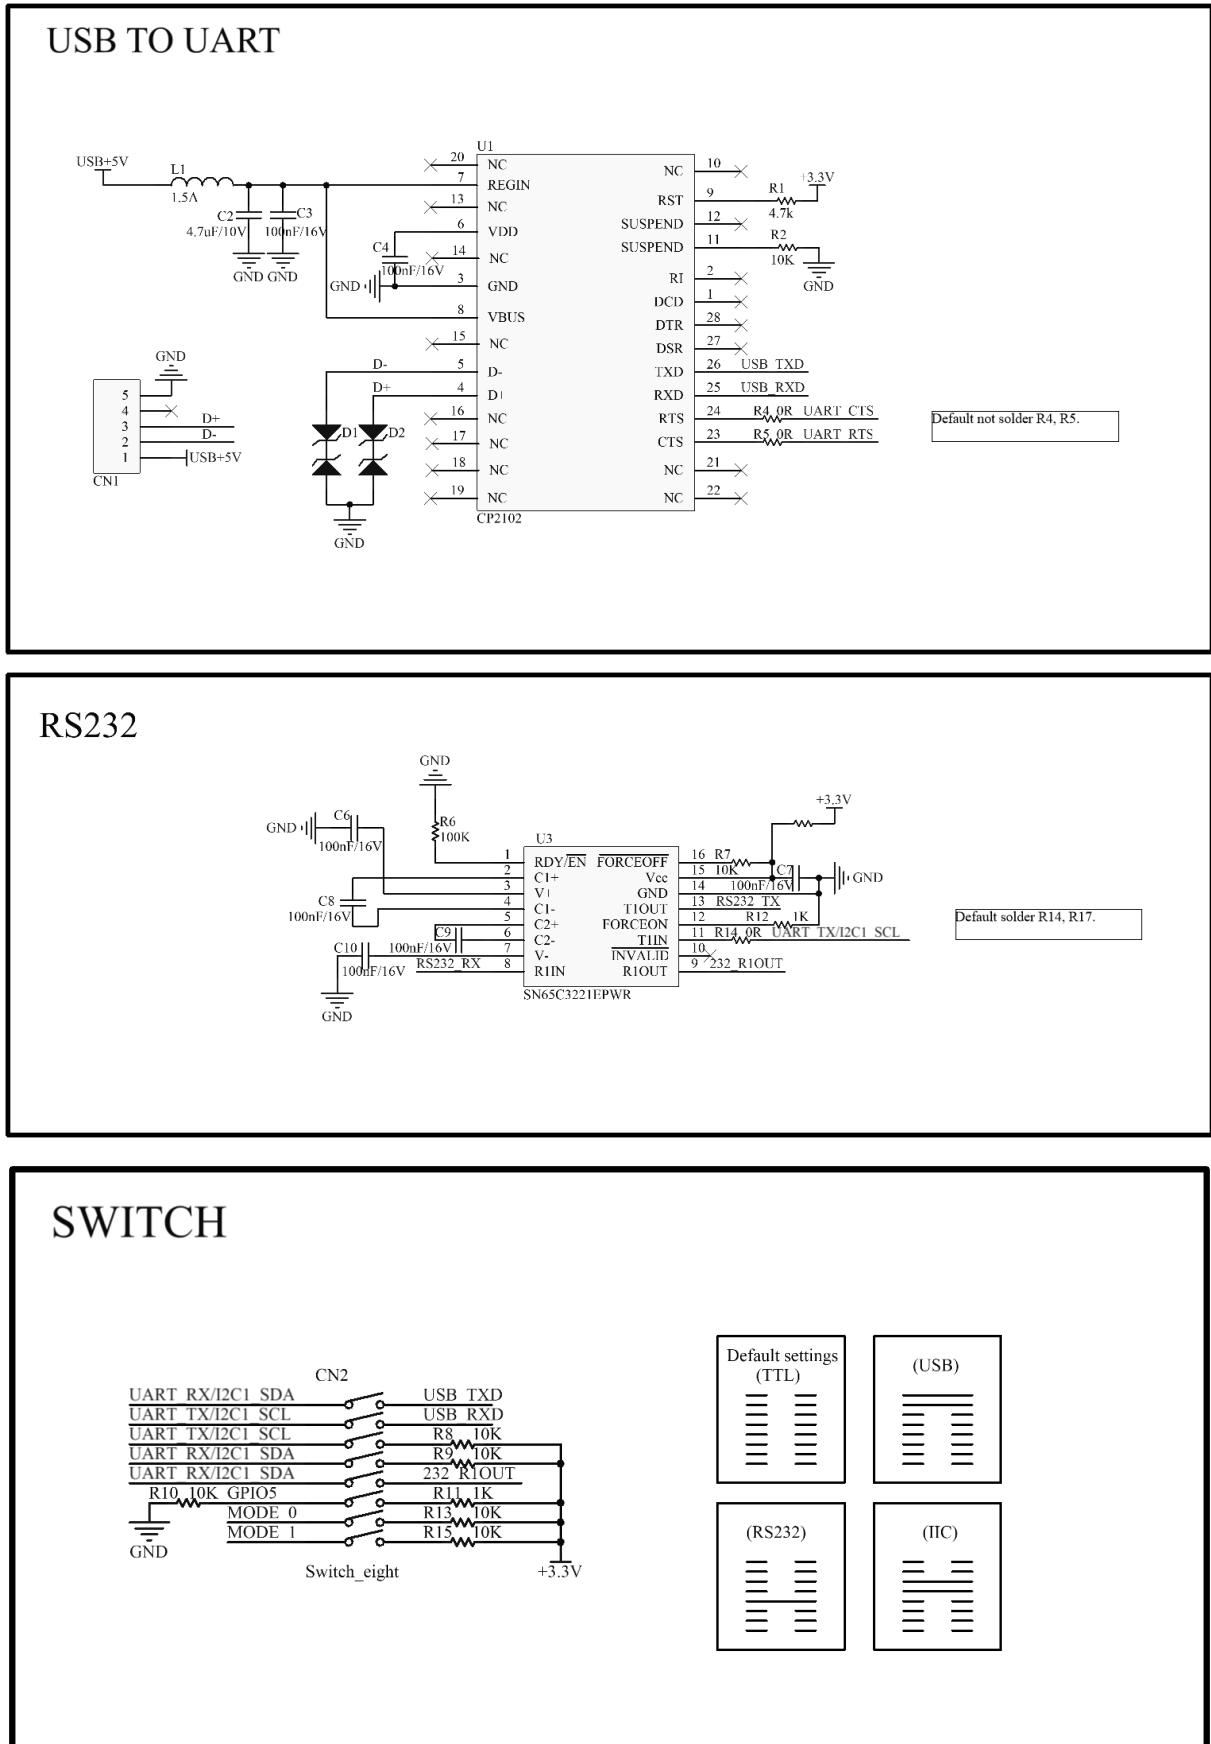 USB TO UART
U1
USB+5V
L1
1.5A
C2
4.7uF/10V
C3
100nF/16V
GND GND
C4
100nF/16V
GND
20 NC
7 REGIN
13 NC
6 VDD
14 NC
3 GND
8 VBUS
15 NC
D- 5 D-
D+ 4 D+
16 NC
17 NC
18 NC
19 NC
CP2102
NC 10
RST 9 R1 +3.3V
4.7k
SUSPEND 12
SUSPEND 11 R2
10K
GND
RI 2
DCD 1
DTR 28
DSR 27
TXD 26 USB_TXD
RXD 25 USB_RXD
RTS 24 R4 0R UART_CTS
CTS 23 R5 0R UART_RTS
NC 21
NC 22
Default not solder R4, R5.
GND
5
4
3 D+
2 D-
1 USB+5V
CN1
D1 D2
GND
RS232
GND
R6
100K
GND C6
100nF/16V
C8
100nF/16V
C9
100nF/16V
C10
100nF/16V
GND
RS232_RX
U3
1 RDY/EN
2 C1+
3 V+
4 C1-
5 C2+
6 C2-
7 V-
8 R1IN
SN65C3221EPWR
+3.3V
FORCEOFF 16 R7
Vcc 15 10K C7
100nF/16V
GND
GND 14
T1OUT 13 RS232_TX
FORCEON 12 R12 1K
T1IN 11 R14 0R UART_TX/I2C1_SCL
INVALID 10
R1OUT 9 232_R1OUT
Default solder R14, R17.
SWITCH
CN2
UART_RX/I2C1_SDA USB_TXD
UART_TX/I2C1_SCL USB_RXD
UART_TX/I2C1_SCL R8 10K
UART_RX/I2C1_SDA R9 10K
UART_RX/I2C1_SDA 232_R1OUT
R10 10K GPIO5 R11 1K
MODE_0 R13 10K
MODE_1 R15 10K
GND
Switch_eight
+3.3V
Default settings
(TTL)
(USB)
(RS232)
(IIC)